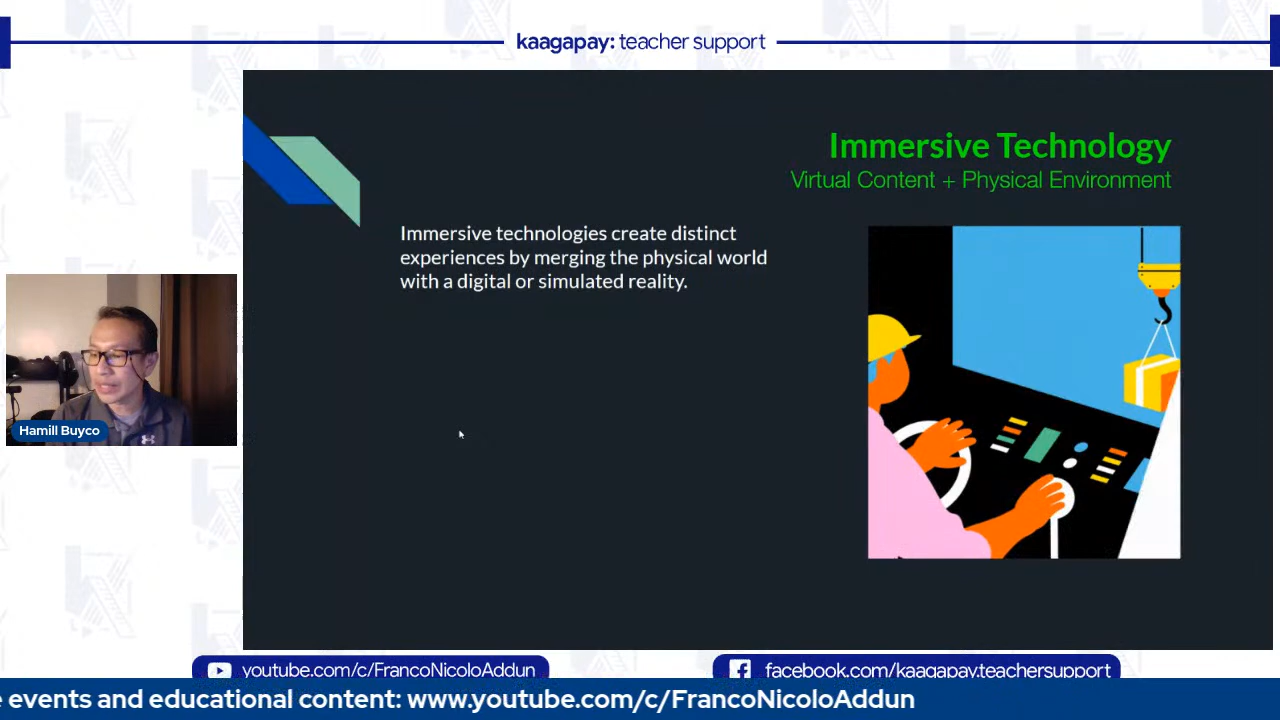 kaagapay: teacher support
Immersive Technology
Virtual Content + Physical Environment
Immersive technologies create distinct
experiences by merging the physical world
with a digital or simulated reality.
Hamill Buyco
youtube.com/c/FrancoNicoloAddun
facebook.com/kaagapay.teachersupport
events and educational content: www.youtube.com/c/FrancoNicoloAddun